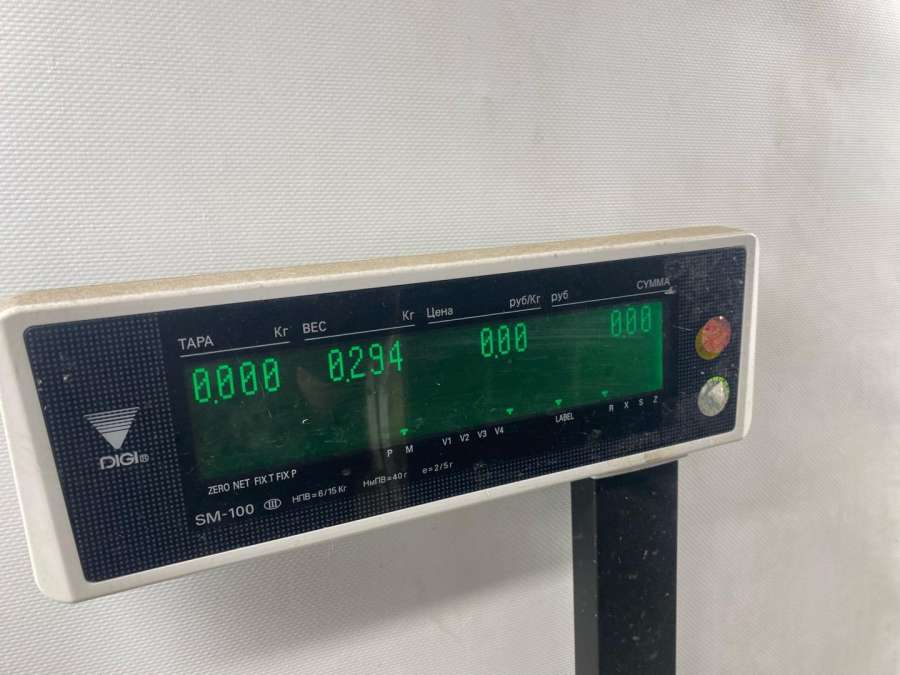 ТАРА Кг ВЕС Кг Цена руб/Кг руб СУММА
0.000 0.294 0.00 0.00
P M V1 V2 V3 V4 LABEL R X S Z
DIGI®
ZERO NET FIX T FIX P
SM-100 III НПВ=6/15 Кг НмПВ=40 г e=2/5 г